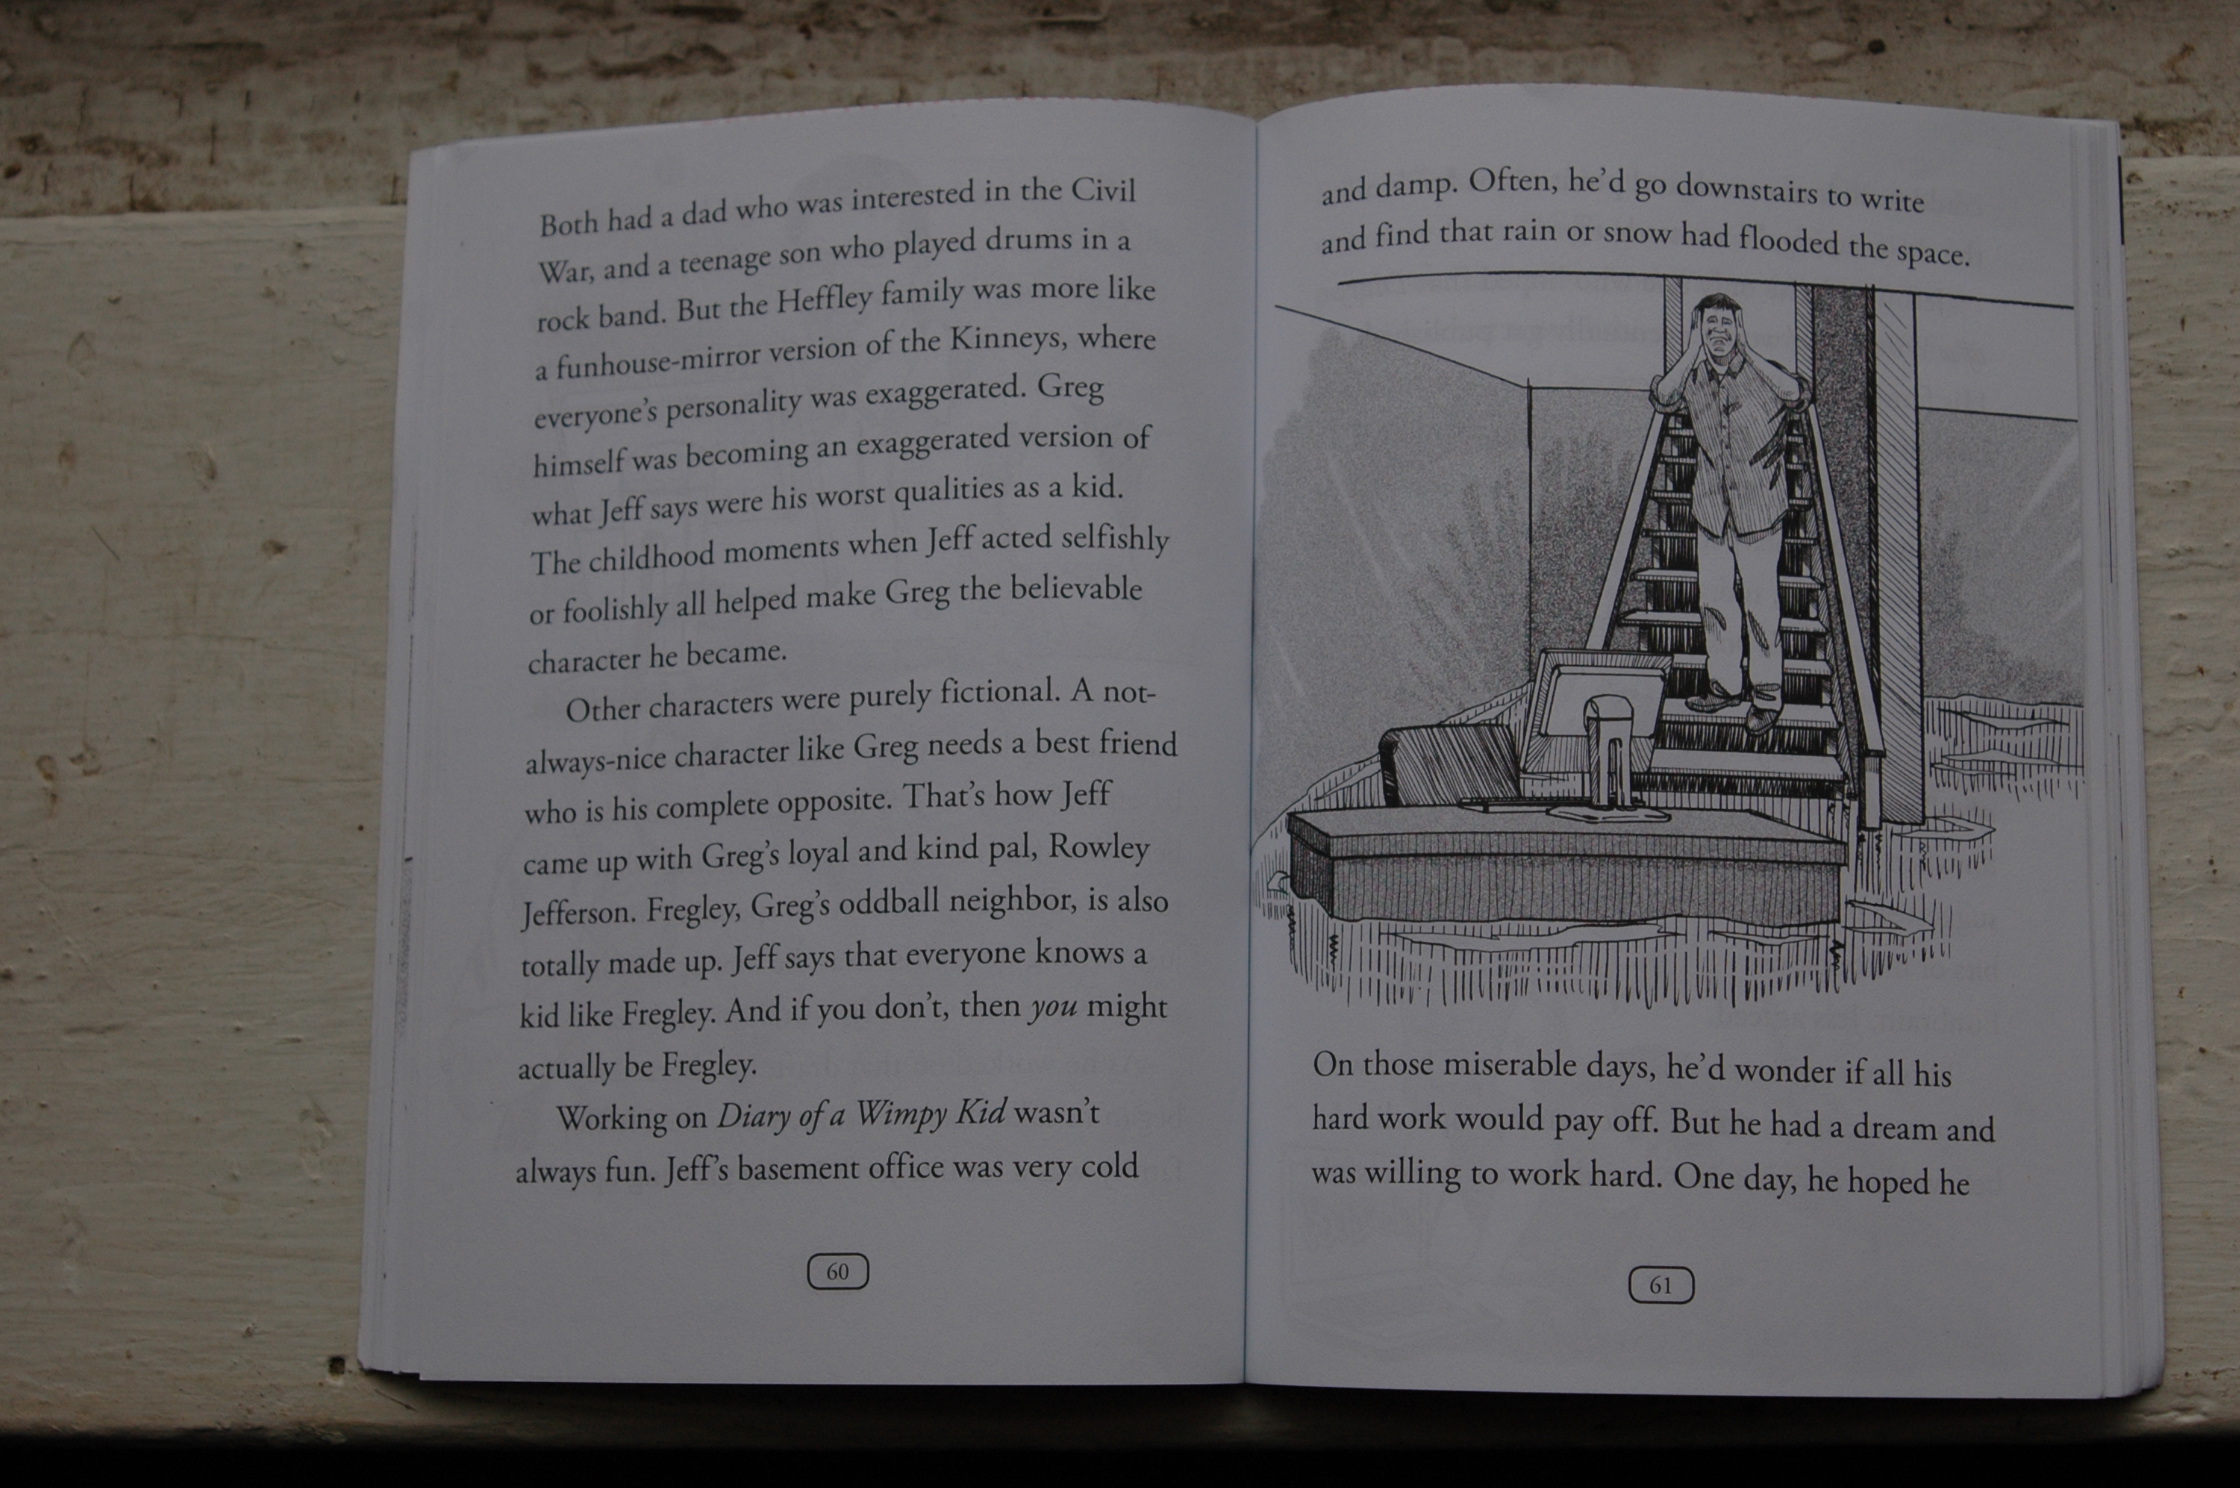 Both had a dad who was interested in the Civil
War, and a teenage son who played drums in a
rock band. But the Heffley family was more like
a funhouse-mirror version of the Kinneys, where
everyone's personality was exaggerated. Greg
himself was becoming an exaggerated version of
what Jeff says were his worst qualities as a kid.
The childhood moments when Jeff acted selfishly
or foolishly all helped make Greg the believable
character he became.
Other characters were purely fictional. A not-
always-nice character like Greg needs a best friend
who is his complete opposite. That's how Jeff
came up with Greg's loyal and kind pal, Rowley
Jefferson. Fregley, Greg's oddball neighbor, is also
totally made up. Jeff says that everyone knows a
kid like Fregley. And if you don't, then you might
actually be Fregley.
Working on Diary of a Wimpy Kid wasn't
always fun. Jeff's basement office was very cold
60
and damp. Often, he'd go downstairs to write
and find that rain or snow had flooded the space.
On those miserable days, he'd wonder if all his
hard work would pay off. But he had a dream and
was willing to work hard. One day, he hoped he
61